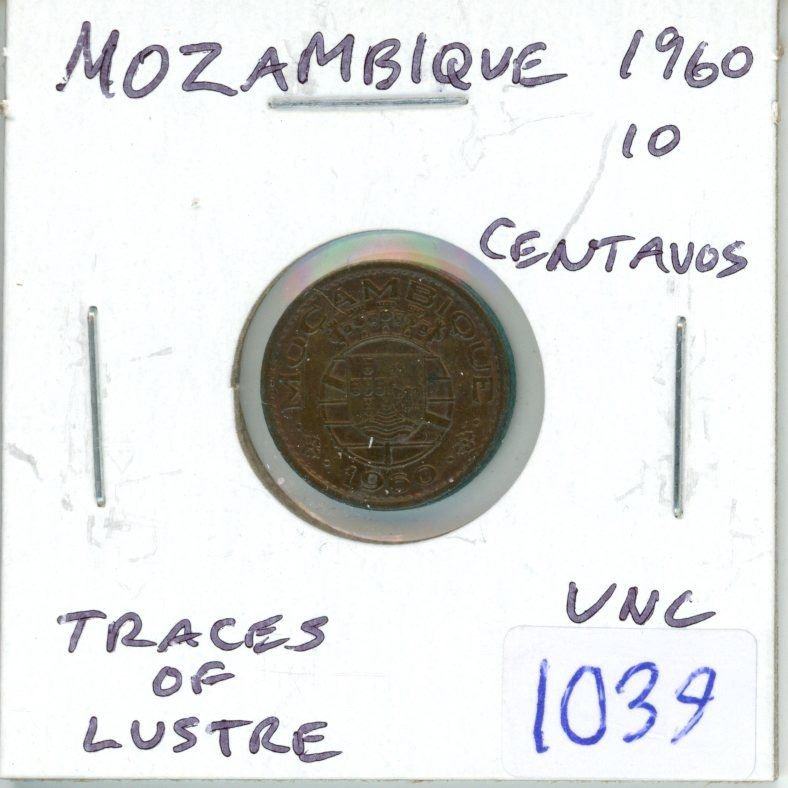 MOZAMBIQUE 1960
10
CENTAVOS
MOÇAMBIQUE
1960
TRACES
OF
LUSTRE
UNC
1039